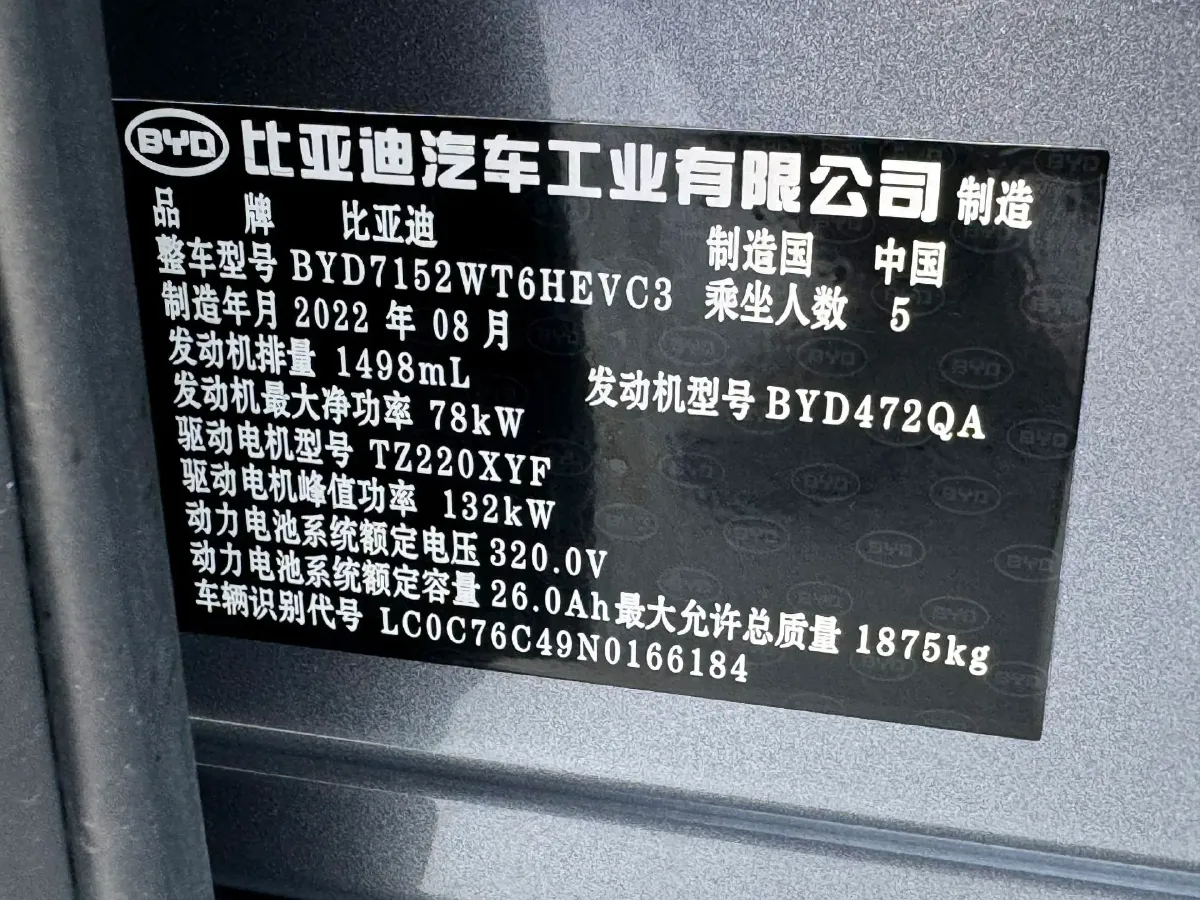 BYD 比亚迪汽车工业有限公司 制造
品 牌 比亚迪 制造国 中国
整车型号 BYD7152WT6HEVC3 乘坐人数 5
制造年月 2022 年 08 月
发动机排量 1498mL 发动机型号 BYD472QA
发动机最大净功率 78kW
驱动电机型号 TZ220XYF
驱动电机峰值功率 132kW
动力电池系统额定电压 320.0V
动力电池系统额定容量 26.0Ah 最大允许总质量 1875kg
车辆识别代号 LC0C76C49N0166184